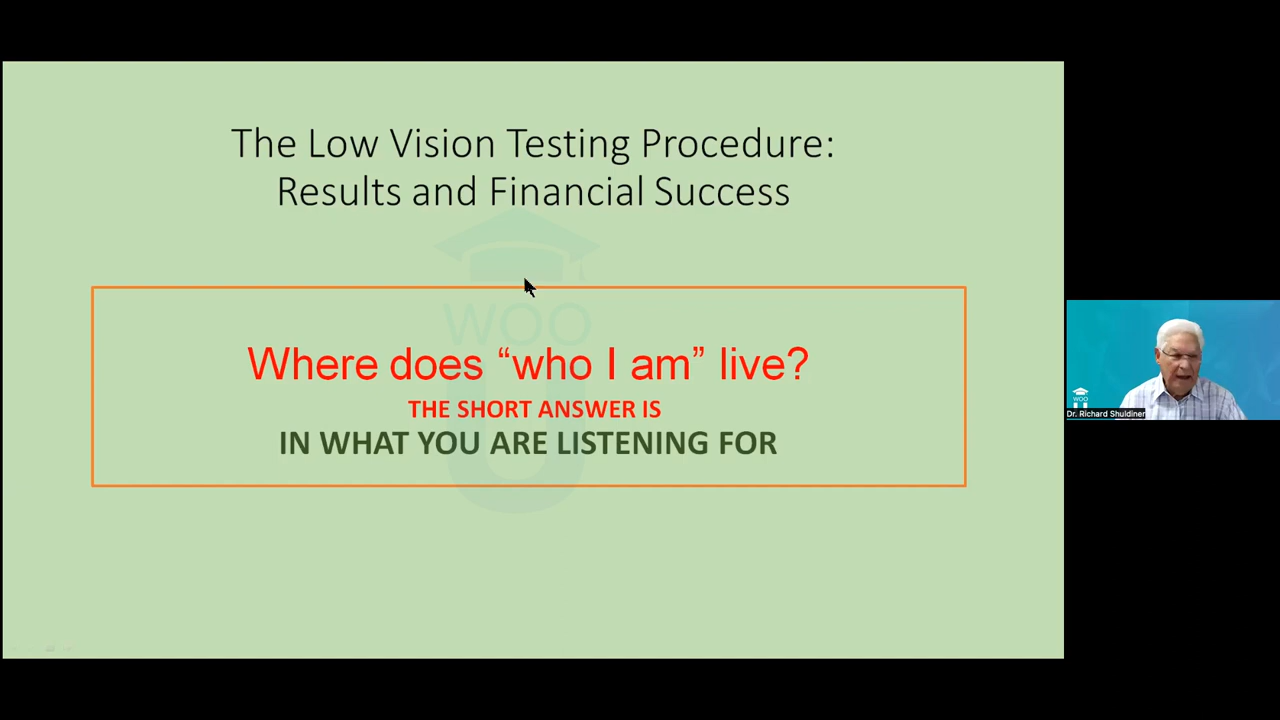 The Low Vision Testing Procedure:
Results and Financial Success
WOO
U
Where does “who I am” live?
THE SHORT ANSWER IS
IN WHAT YOU ARE LISTENING FOR
WOO
U
Dr. Richard Shuldiner